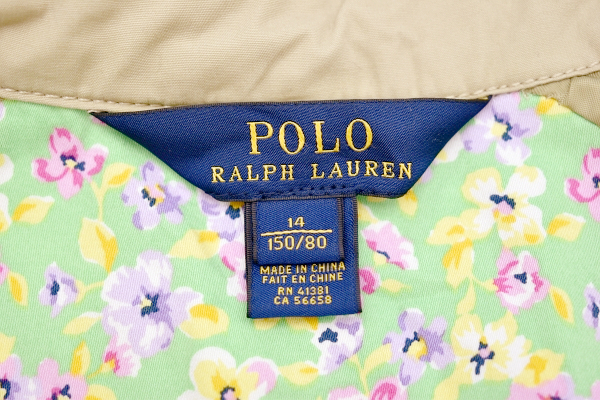 POLO
RALPH LAUREN
14
150/80
MADE IN CHINA
FAIT EN CHINE
RN 41381
CA 56658